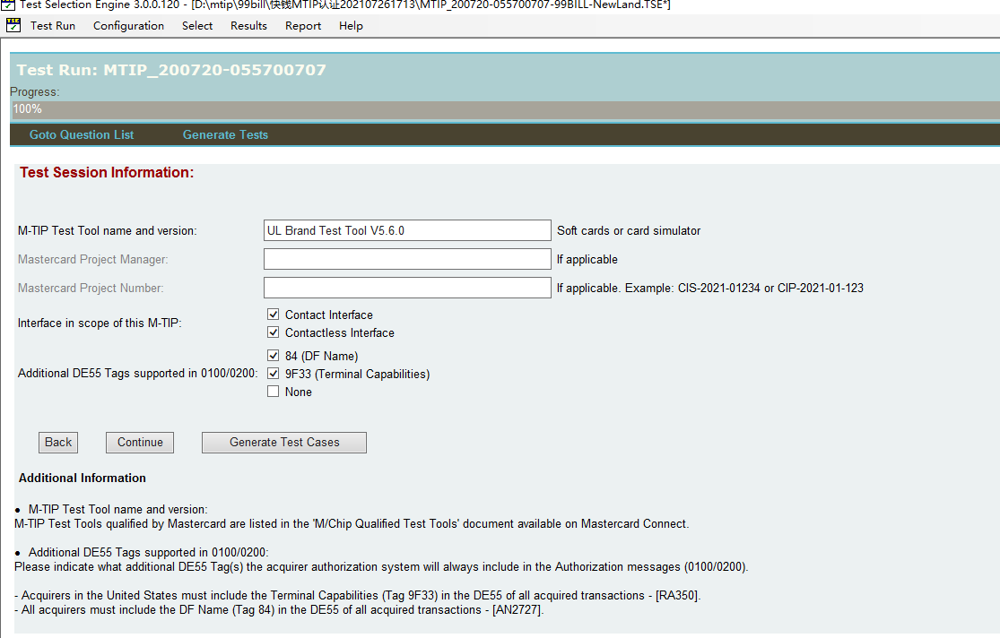 Test Selection Engine 3.0.0.120 - [D:\mtip\99bill\快钱MTIP认证202107261713\MTIP_200720-055700707-99BILL-NewLand.TSE*]
Test Run Configuration Select Results Report Help
Test Run: MTIP_200720-055700707
Progress:
100%
Goto Question List Generate Tests
Test Session Information:
M-TIP Test Tool name and version: UL Brand Test Tool V5.6.0 Soft cards or card simulator
Mastercard Project Manager: If applicable
Mastercard Project Number: If applicable. Example: CIS-2021-01234 or CIP-2021-01-123
Interface in scope of this M-TIP:
Contact Interface
Contactless Interface
Additional DE55 Tags supported in 0100/0200:
84 (DF Name)
9F33 (Terminal Capabilities)
None
Back Continue Generate Test Cases
Additional Information
● M-TIP Test Tool name and version:
M-TIP Test Tools qualified by Mastercard are listed in the 'M/Chip Qualified Test Tools' document available on Mastercard Connect.
● Additional DE55 Tags supported in 0100/0200:
Please indicate what additional DE55 Tag(s) the acquirer authorization system will always include in the Authorization messages (0100/0200).
- Acquirers in the United States must include the Terminal Capabilities (Tag 9F33) in the DE55 of all acquired transactions - [RA350].
- All acquirers must include the DF Name (Tag 84) in the DE55 of all acquired transactions - [AN2727].